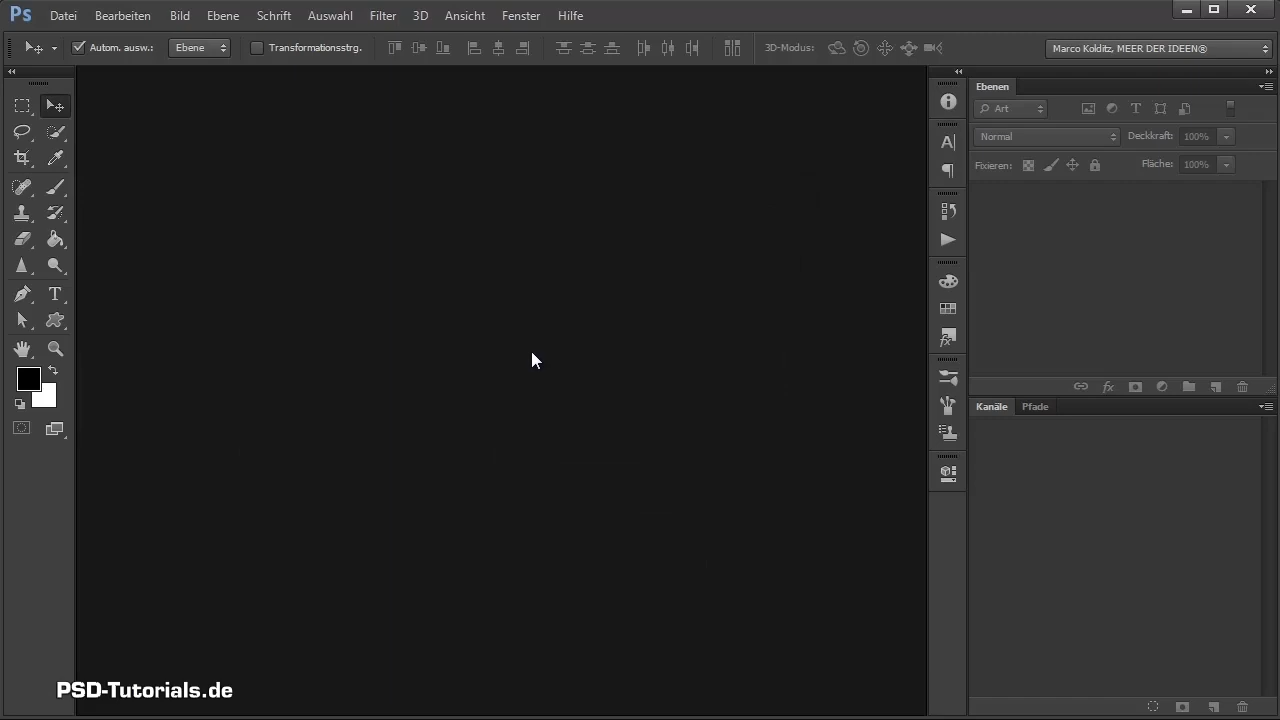 Ps Datei Bearbeiten Bild Ebene Schrift Auswahl Filter 3D Ansicht Fenster Hilfe
Autom. ausw.: Ebene Transformationsstrg. 3D-Modus: Marco Kolditz, MEER DER IDEEN®
Ebenen
Art
Normal Deckkraft: 100%
Fixieren: Fläche: 100%
Kanäle Pfade
PSD-Tutorials.de